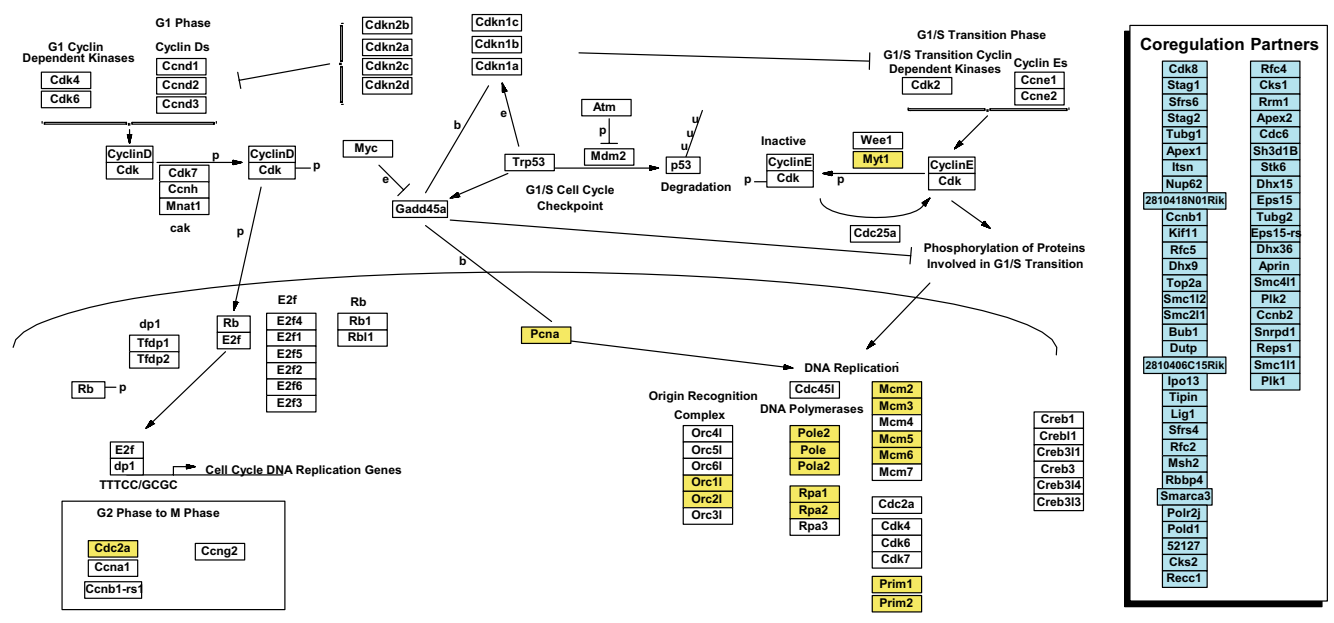 G1 Phase
G1 Cyclin
Dependent Kinases
Cdk4
Cdk6
Cyclin Ds
Ccnd1
Ccnd2
Ccnd3
Cdkn2b
Cdkn2a
Cdkn2c
Cdkn2d
Cdkn1c
Cdkn1b
Cdkn1a
G1/S Transition Phase
G1/S Transition Cyclin
Dependent Kinases
Cdk2
Cyclin Es
Ccne1
Ccne2
CyclinD
Cdk
p
Cdk7
Ccnh
Mnat1
cak
CyclinD
Cdk
p
p
Myc
e
b
e
Trp53
Gadd45a
Atm
p
Mdm2
G1/S Cell Cycle
Checkpoint
u
u
u
p53
Degradation
Inactive
CyclinE
Cdk
p
Wee1
Myt1
p
CyclinE
Cdk
Cdc25a
Phosphorylation of Proteins
Involved in G1/S Transition
b
Pcna
dp1
Tfdp1
Tfdp2
Rb
p
Rb
E2f
E2f
E2f4
E2f1
E2f5
E2f2
E2f6
E2f3
Rb
Rb1
Rbl1
E2f
dp1
TTTCC/GCGC
Cell Cycle DNA Replication Genes
G2 Phase to M Phase
Cdc2a
Ccna1
Ccnb1-rs1
Ccng2
DNA Replication
Origin Recognition
Complex
Orc4l
Orc5l
Orc6l
Orc1l
Orc2l
Orc3l
Cdc45l
DNA Polymerases
Pole2
Pole
Pola2
Rpa1
Rpa2
Rpa3
Mcm2
Mcm3
Mcm4
Mcm5
Mcm6
Mcm7
Cdc2a
Cdk4
Cdk6
Cdk7
Prim1
Prim2
Creb1
Crebl1
Creb3l1
Creb3
Creb3l4
Creb3l3
Coregulation Partners
Cdk8
Stag1
Sfrs6
Stag2
Tubg1
Apex1
Itsn
Nup62
2810418N01Rik
Ccnb1
Kif11
Rfc5
Dhx9
Top2a
Smc1l2
Smc2l1
Bub1
Dutp
2810406C15Rik
Ipo13
Tipin
Lig1
Sfrs4
Rfc2
Msh2
Rbbp4
Smarca3
Polr2j
Pold1
52127
Cks2
Recc1
Rfc4
Cks1
Rrm1
Apex2
Cdc6
Sh3d1B
Stk6
Dhx15
Eps15
Tubg2
Eps15-rs
Dhx36
Aprin
Smc4l1
Plk2
Ccnb2
Snrpd1
Reps1
Smc1l1
Plk1